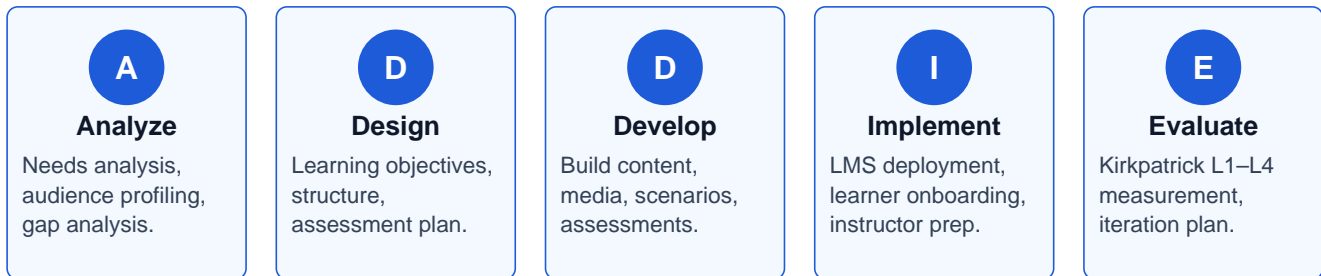 A
Analyze
Needs analysis,
audience profiling,
gap analysis.
D
Design
Learning objectives,
structure,
assessment plan.
D
Develop
Build content,
media, scenarios,
assessments.
I
Implement
LMS deployment,
learner onboarding,
instructor prep.
E
Evaluate
Kirkpatrick L1–L4
measurement,
iteration plan.